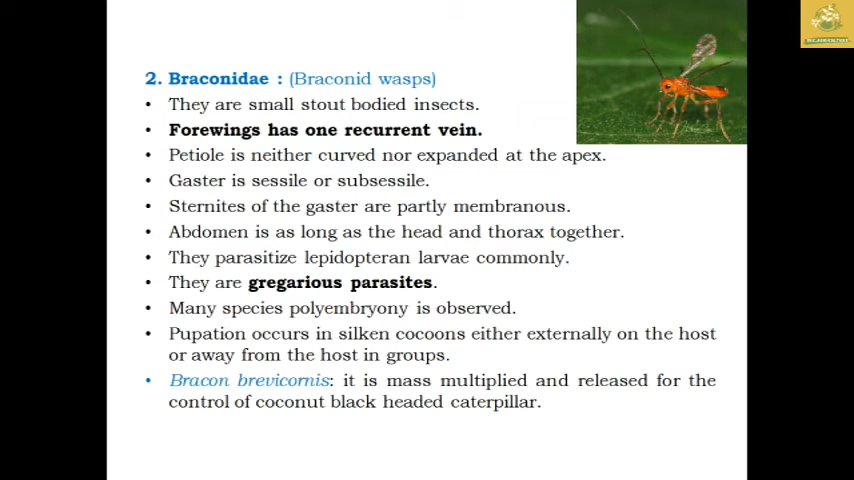 2. Braconidae : (Braconid wasps)
• They are small stout bodied insects.
• Forewings has one recurrent vein.
• Petiole is neither curved nor expanded at the apex.
• Gaster is sessile or subsessile.
• Sternites of the gaster are partly membranous.
• Abdomen is as long as the head and thorax together.
• They parasitize lepidopteran larvae commonly.
• They are gregarious parasites.
• Many species polyembryony is observed.
• Pupation occurs in silken cocoons either externally on the host
or away from the host in groups.
• Bracon brevicornis: it is mass multiplied and released for the
control of coconut black headed caterpillar.